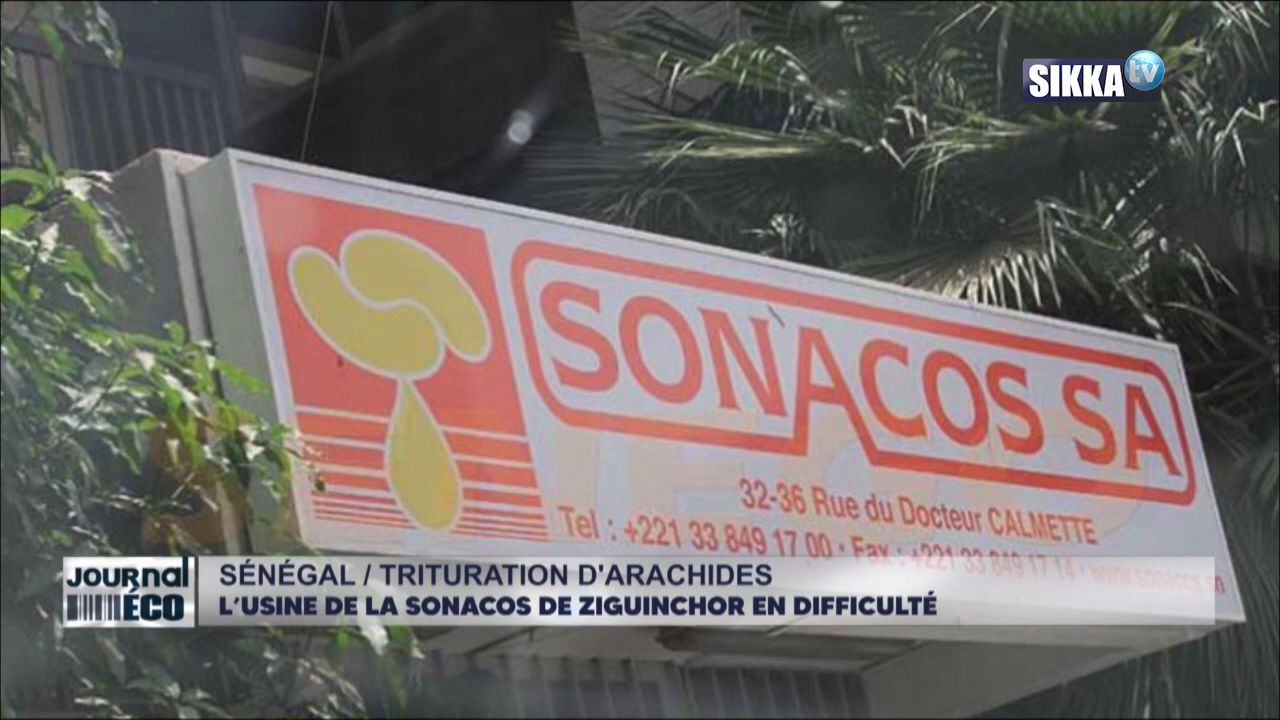 SIKKA tv
SONACOS SA
32-36 Rue du Docteur CALMETTE
Tel : +221 33 849 17 00 • Fax : +221 33 849 17 14 • www.sonacos.sn
JOURNAL ÉCO
SÉNÉGAL / TRITURATION D'ARACHIDES
L'USINE DE LA SONACOS DE ZIGUINCHOR EN DIFFICULTÉ